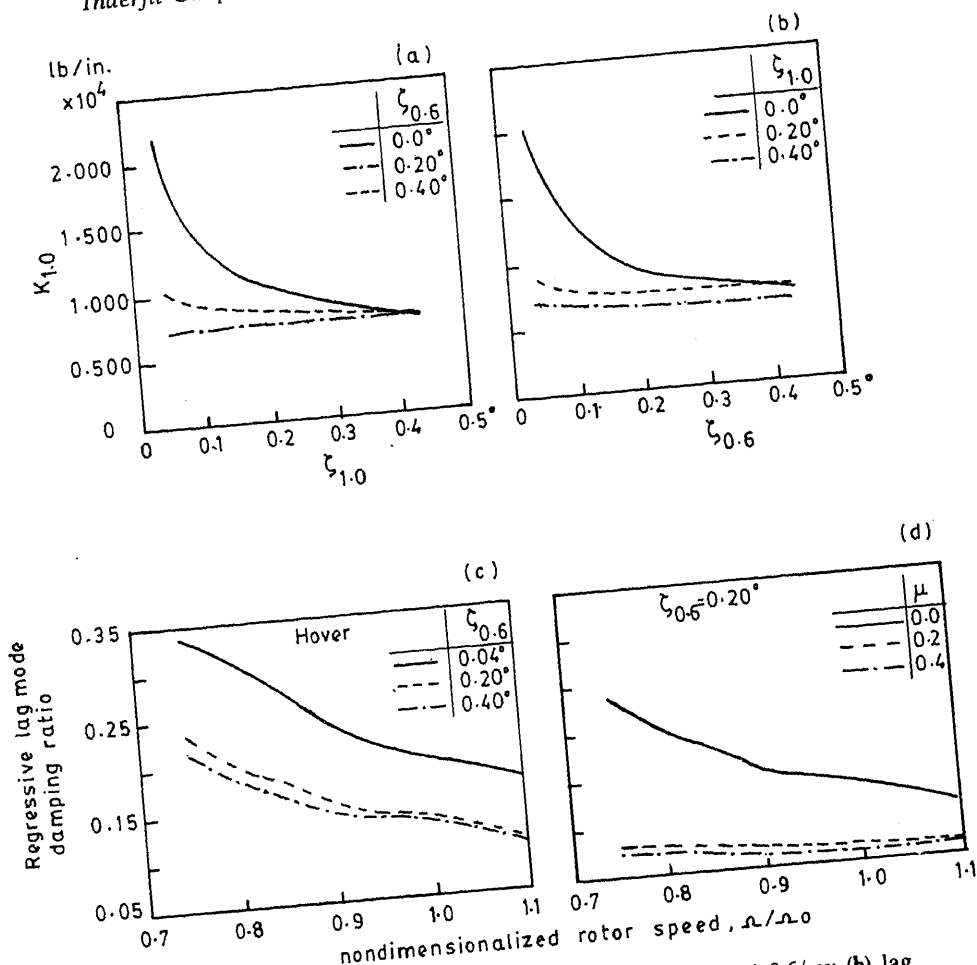 Inderjit
(a)
lb/in.
×10⁴
ζ0.6
0.0°
0.20°
0.40°
2.000
1.500
1.000
0.500
0
K1.0
0 0.1 0.2 0.3 0.4 0.5°
ζ1.0
(b)
ζ1.0
0.0°
0.20°
0.40°
0 0.1 0.2 0.3 0.4 0.5°
ζ0.6
(c)
Hover
ζ0.6
0.04°
0.20°
0.40°
0.35
0.25
0.15
0.05
Regressive lag mode
damping ratio
0.7 0.8 0.9 1.0 1.1
(d)
ζ0.6=0.20°
μ
0.0
0.2
0.4
0.7 0.8 0.9 1.0 1.1
nondimensionalized rotor speed, Ω/Ωo
(b) lag